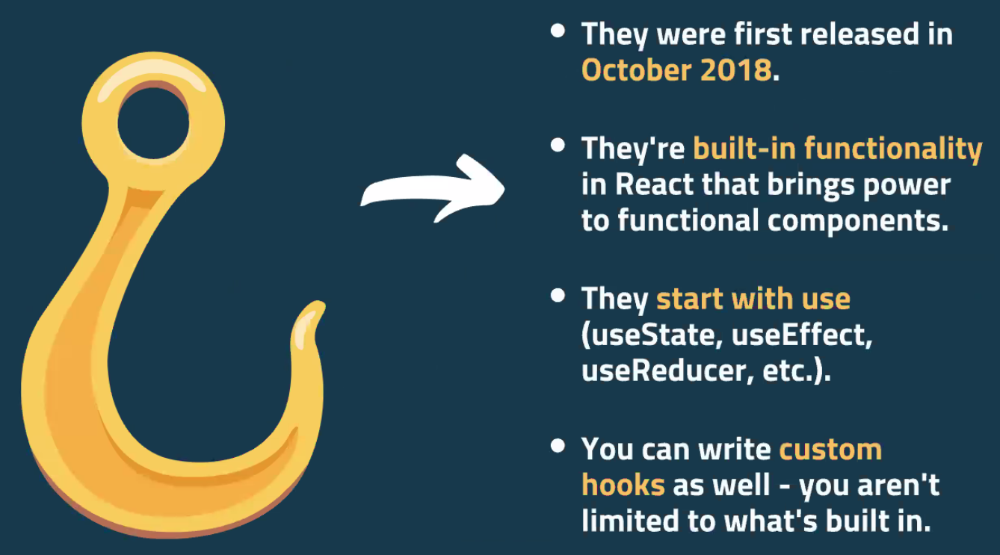 • They were first released in
October 2018.
• They're built-in functionality
in React that brings power
to functional components.
• They start with use
(useState, useEffect,
useReducer, etc.).
• You can write custom
hooks as well - you aren't
limited to what's built in.